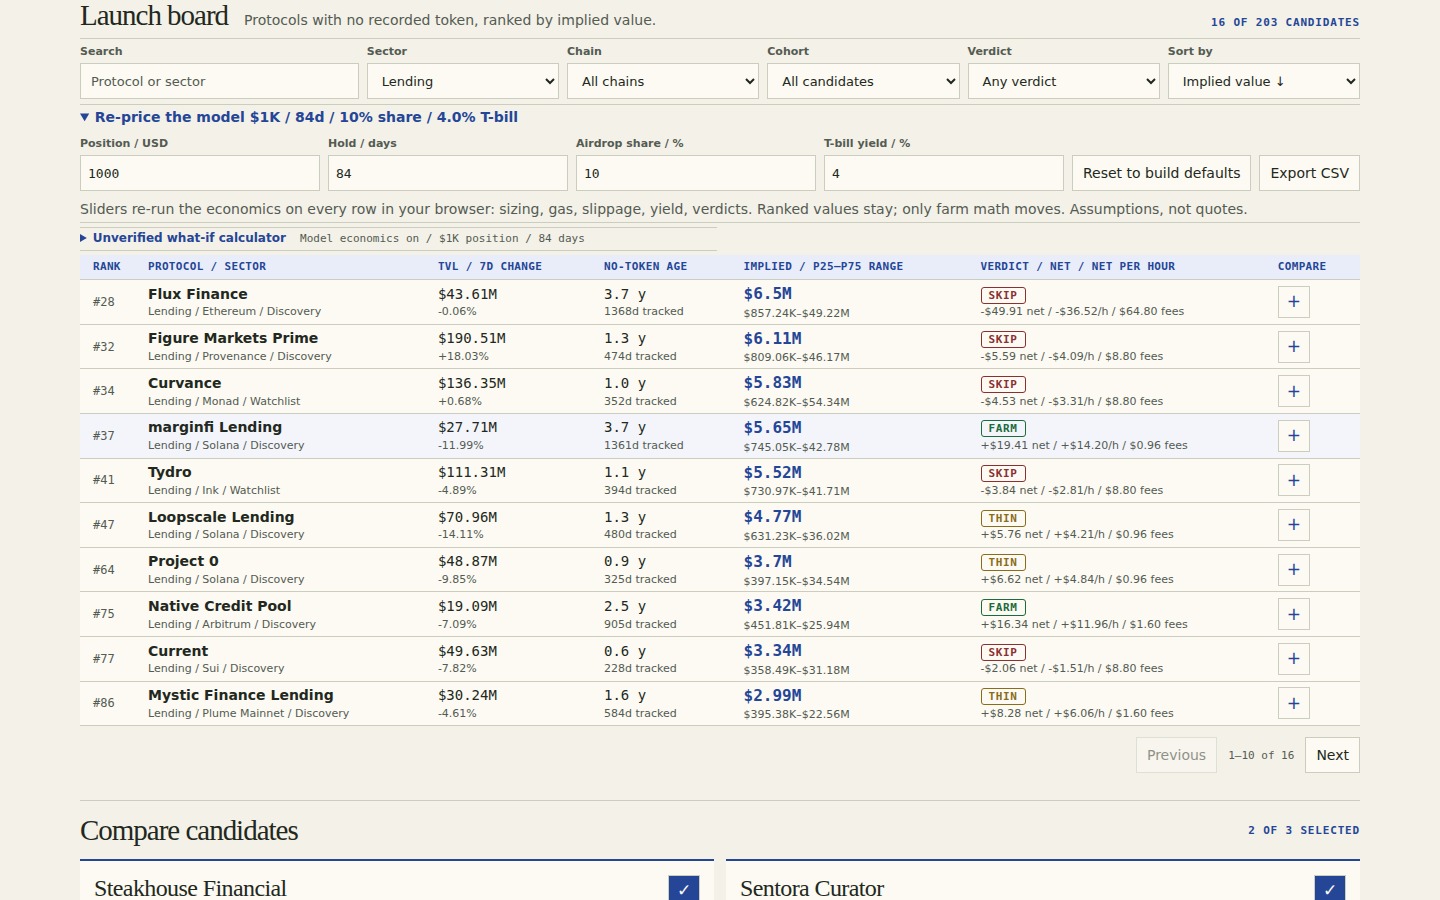 Launch board Protocols with no recorded token, ranked by implied value. 16 OF 203 CANDIDATES
Search Sector Chain Cohort Verdict Sort by
Protocol or sector Lending All chains All candidates Any verdict Implied value ↓
▼ Re-price the model $1K / 84d / 10% share / 4.0% T-bill
Position / USD Hold / days Airdrop share / % T-bill yield / %
1000 84 10 4 Reset to build defaults Export CSV
Sliders re-run the economics on every row in your browser: sizing, gas, slippage, yield, verdicts. Ranked values stay; only farm math moves. Assumptions, not quotes.
▶ Unverified what-if calculator Model economics on / $1K position / 84 days
RANK PROTOCOL / SECTOR TVL / 7D CHANGE NO-TOKEN AGE IMPLIED / P25–P75 RANGE VERDICT / NET / NET PER HOUR COMPARE
#28 Flux Finance $43.61M 3.7 y $6.5M SKIP +
Lending / Ethereum / Discovery -0.06% 1368d tracked $857.24K–$49.22M -$49.91 net / -$36.52/h / $64.80 fees
#32 Figure Markets Prime $190.51M 1.3 y $6.11M SKIP +
Lending / Provenance / Discovery +18.03% 474d tracked $809.06K–$46.17M -$5.59 net / -$4.09/h / $8.80 fees
#34 Curvance $136.35M 1.0 y $5.83M SKIP +
Lending / Monad / Watchlist +0.68% 352d tracked $624.82K–$54.34M -$4.53 net / -$3.31/h / $8.80 fees
#37 marginfi Lending $27.71M 3.7 y $5.65M FARM +
Lending / Solana / Discovery -11.99% 1361d tracked $745.05K–$42.78M +$19.41 net / +$14.20/h / $0.96 fees
#41 Tydro $111.31M 1.1 y $5.52M SKIP +
Lending / Ink / Watchlist -4.89% 394d tracked $730.97K–$41.71M -$3.84 net / -$2.81/h / $8.80 fees
#47 Loopscale Lending $70.96M 1.3 y $4.77M THIN +
Lending / Solana / Discovery -14.11% 480d tracked $631.23K–$36.02M +$5.76 net / +$4.21/h / $0.96 fees
#64 Project 0 $48.87M 0.9 y $3.7M THIN +
Lending / Solana / Discovery -9.85% 325d tracked $397.15K–$34.54M +$6.62 net / +$4.84/h / $0.96 fees
#75 Native Credit Pool $19.09M 2.5 y $3.42M FARM +
Lending / Arbitrum / Discovery -7.09% 905d tracked $451.81K–$25.94M +$16.34 net / +$11.96/h / $1.60 fees
#77 Current $49.63M 0.6 y $3.34M SKIP +
Lending / Sui / Discovery -7.82% 228d tracked $358.49K–$31.18M -$2.06 net / -$1.51/h / $8.80 fees
#86 Mystic Finance Lending $30.24M 1.6 y $2.99M THIN +
Lending / Plume Mainnet / Discovery -4.61% 584d tracked $395.38K–$22.56M +$8.28 net / +$6.06/h / $1.60 fees
Previous 1–10 of 16 Next
Compare candidates 2 OF 3 SELECTED
Steakhouse Financial ✓ Sentora Curator ✓